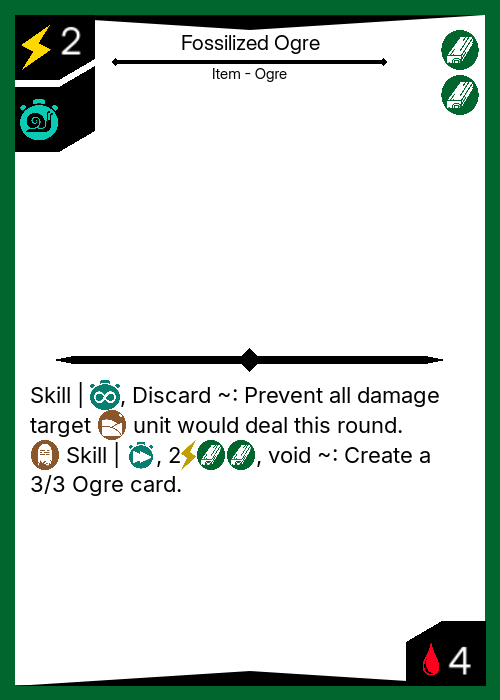 2
Fossilized Ogre
Item - Ogre
Skill | , Discard ~: Prevent all damage
target unit would deal this round.
Skill | , 2 , void ~: Create a
3/3 Ogre card.
4